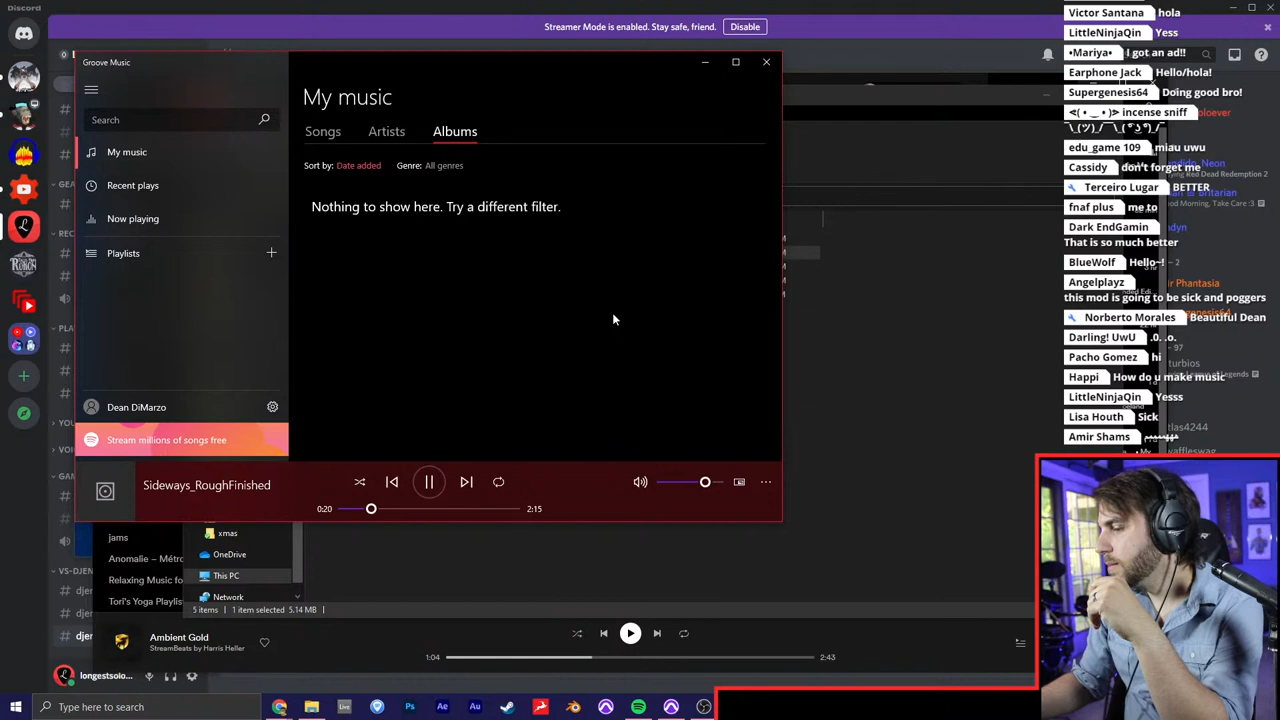 Discord
Streamer Mode is enabled. Stay safe, friend.
Disable
Groove Music
Search
My music
Recent plays
Now playing
Playlists
Dean DiMarzo
Stream millions of songs free
My music
Songs
Artists
Albums
Sort by: Date added
Genre: All genres
Nothing to show here. Try a different filter.
Sideways_RoughFinished
0:20
2:15
jams
Anomalie – Métro
Relaxing Music fo
Tori's Yoga Playlis
xmas
OneDrive
This PC
Network
5 items
1 item selected 5.14 MB
Ambient Gold
StreamBeats by Harris Heller
1:04
2:43
longestsolo...
Type here to search
Victor Santana hola
LittleNinjaQin Yess
•Mariya• I got an ad!!
Earphone Jack Hello/hola!
Supergenesis64 Doing good bro!
incense sniff
edu_game 109 miau uwu
Cassidy don't forget me
Terceiro Lugar BETTER
fnaf plus me to
Dark EndGamin
That is so much better
BlueWolf Hello~!
Angelplayz
this mod is going to be sick and poggers
Norberto Morales Beautiful Dean
Darling! UwU .0. .o.
Pacho Gomez hi
Happi How do u make music
LittleNinjaQin Yesss
Lisa Houth Sick
Amir Shams